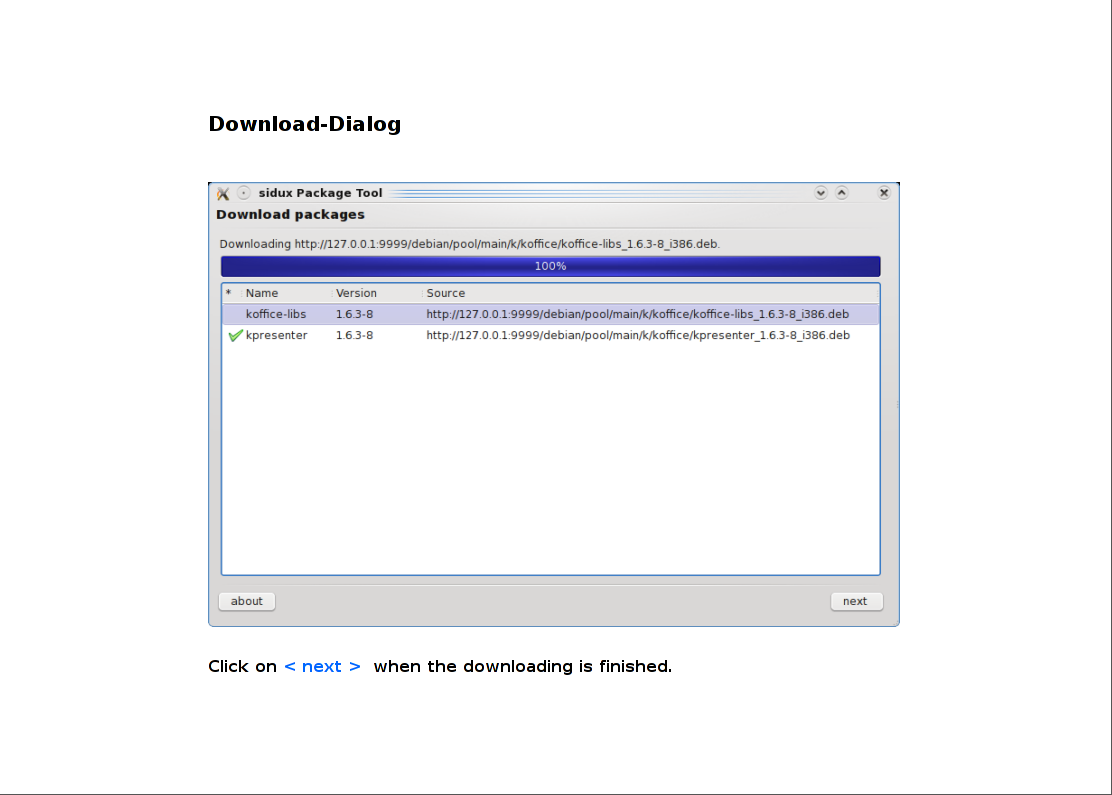 Download-Dialog
sidux Package Tool
Download packages
Downloading http://127.0.0.1:9999/debian/pool/main/k/koffice/koffice-libs_1.6.3-8_i386.deb.
100%
* Name Version Source
koffice-libs 1.6.3-8 http://127.0.0.1:9999/debian/pool/main/k/koffice/koffice-libs_1.6.3-8_i386.deb
kpresenter 1.6.3-8 http://127.0.0.1:9999/debian/pool/main/k/koffice/kpresenter_1.6.3-8_i386.deb
about next
Click on < next > when the downloading is finished.